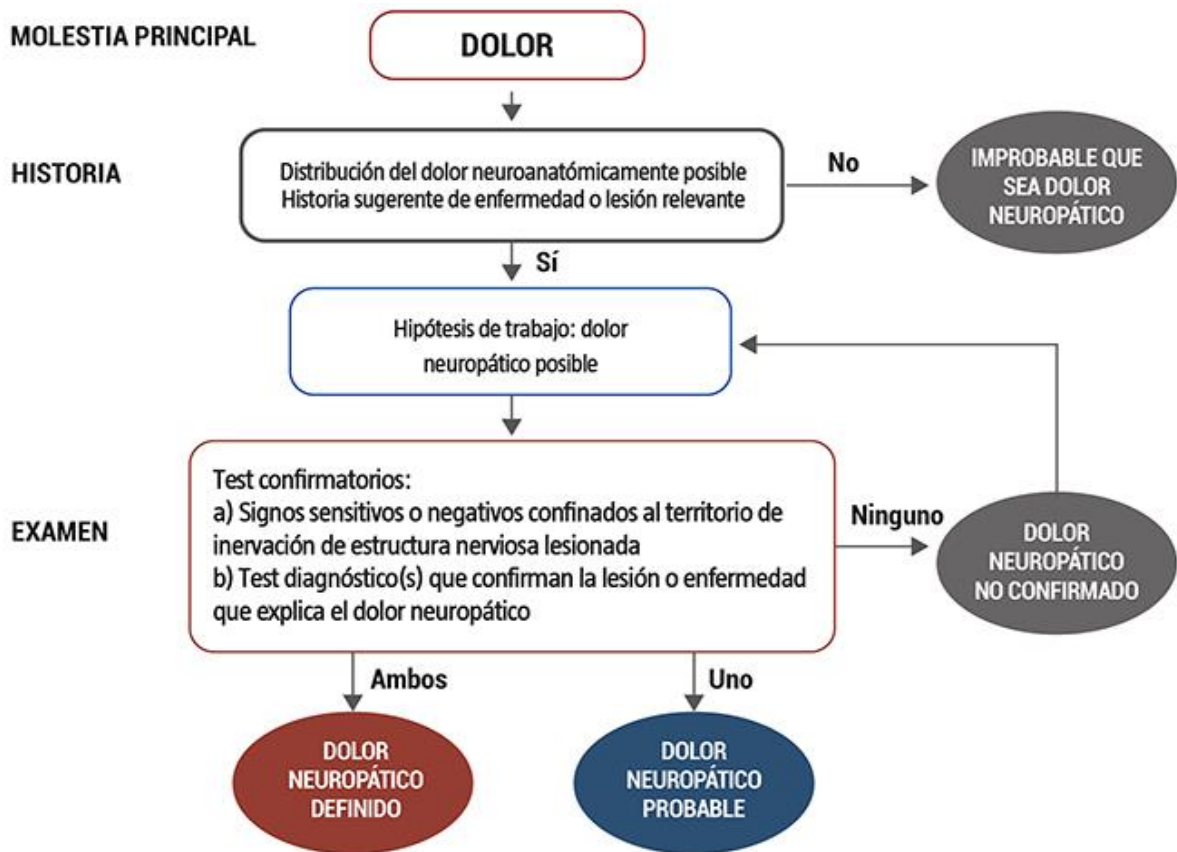 MOLESTIA PRINCIPAL
DOLOR
HISTORIA
Distribución del dolor neuroanatómicamente posible
Historia sugerente de enfermedad o lesión relevante
No
IMPROBABLE QUE
SEA DOLOR
NEUROPÁTICO
Sí
Hipótesis de trabajo: dolor
neuropático posible
EXAMEN
Test confirmatorios:
a) Signos sensitivos o negativos confinados al territorio de
inervación de estructura nerviosa lesionada
b) Test diagnóstico(s) que confirman la lesión o enfermedad
que explica el dolor neuropático
Ninguno
DOLOR
NEUROPÁTICO
NO CONFIRMADO
Ambos
Uno
DOLOR
NEUROPÁTICO
DEFINIDO
DOLOR
NEUROPÁTICO
PROBABLE